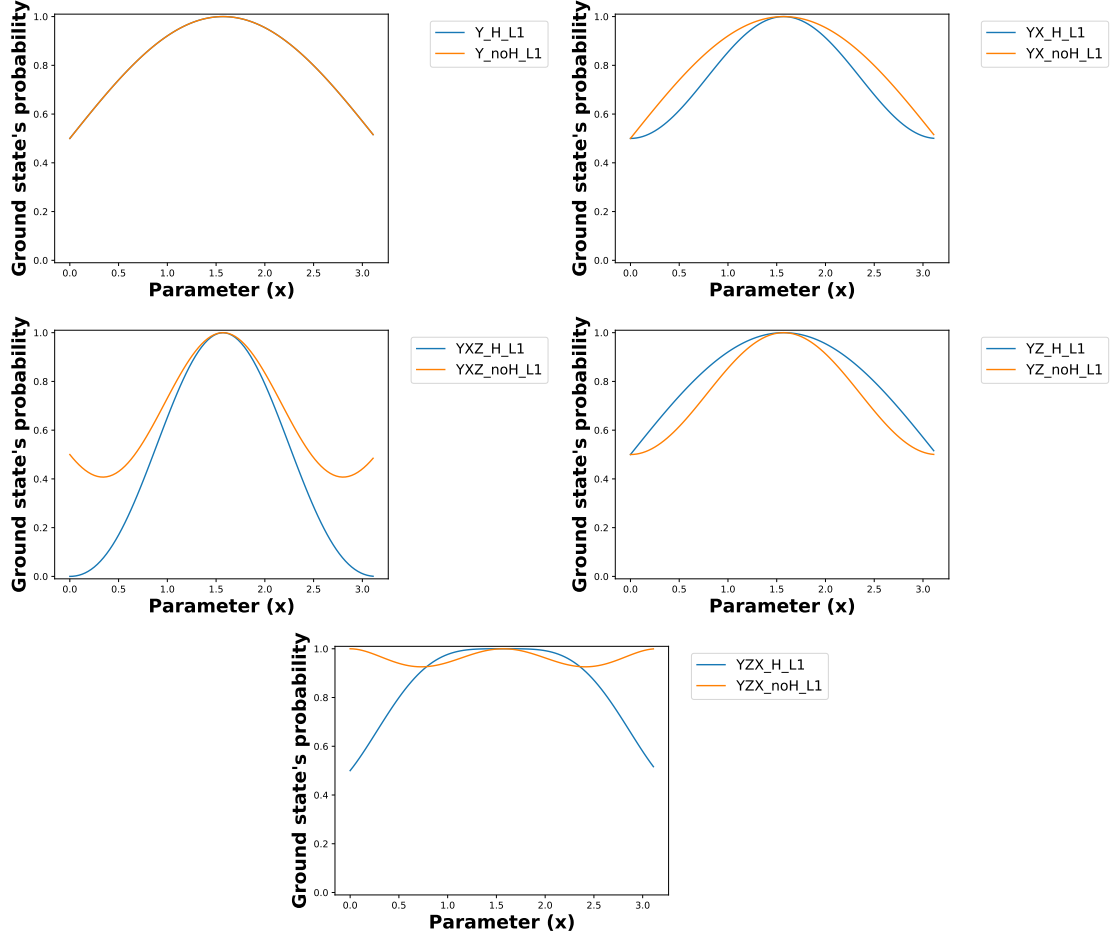 Ground state's probability
1.0
0.8
0.6
0.4
0.2
0.0
0.0 0.5 1.0 1.5 2.0 2.5 3.0
Parameter (x)
Y_H_L1
Y_noH_L1
Ground state's probability
1.0
0.8
0.6
0.4
0.2
0.0
0.0 0.5 1.0 1.5 2.0 2.5 3.0
Parameter (x)
YX_H_L1
YX_noH_L1
Ground state's probability
1.0
0.8
0.6
0.4
0.2
0.0
0.0 0.5 1.0 1.5 2.0 2.5 3.0
Parameter (x)
YXZ_H_L1
YXZ_noH_L1
Ground state's probability
1.0
0.8
0.6
0.4
0.2
0.0
0.0 0.5 1.0 1.5 2.0 2.5 3.0
Parameter (x)
YZ_H_L1
YZ_noH_L1
Ground state's probability
1.0
0.8
0.6
0.4
0.2
0.0
0.0 0.5 1.0 1.5 2.0 2.5 3.0
Parameter (x)
YZX_H_L1
YZX_noH_L1